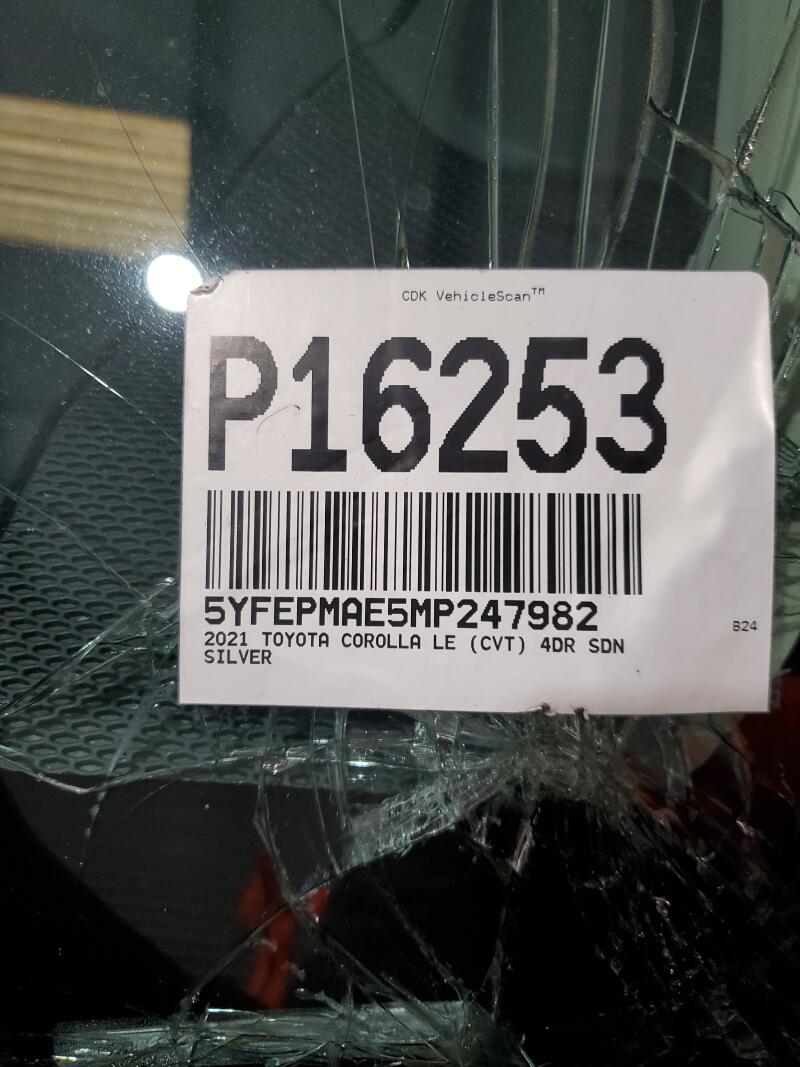 CDK VehicleScan™
P16253
5YFEPMAE5MP247982
2021 TOYOTA COROLLA LE (CVT) 4DR SDN
SILVER
B24